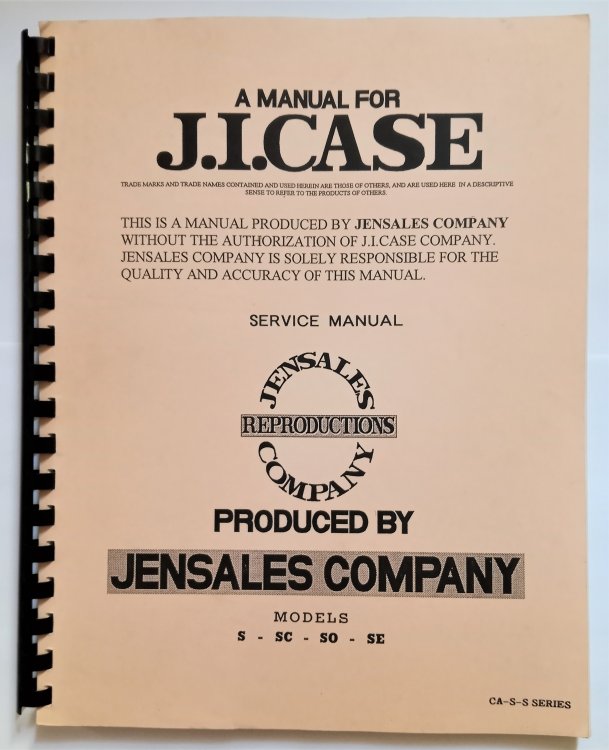 A MANUAL FOR
J.I.CASE
TRADE MARKS AND TRADE NAMES CONTAINED AND USED HEREIN ARE THOSE OF OTHERS, AND ARE USED HERE IN A DESCRIPTIVE
SENSE TO REFER TO THE PRODUCTS OF OTHERS.
THIS IS A MANUAL PRODUCED BY JENSALES COMPANY
WITHOUT THE AUTHORIZATION OF J.I.CASE COMPANY.
JENSALES COMPANY IS SOLELY RESPONSIBLE FOR THE
QUALITY AND ACCURACY OF THIS MANUAL.
SERVICE MANUAL
JENSALES
REPRODUCTIONS
COMPANY
PRODUCED BY
JENSALES COMPANY
MODELS
S - SC - SO - SE
CA-S-S SERIES